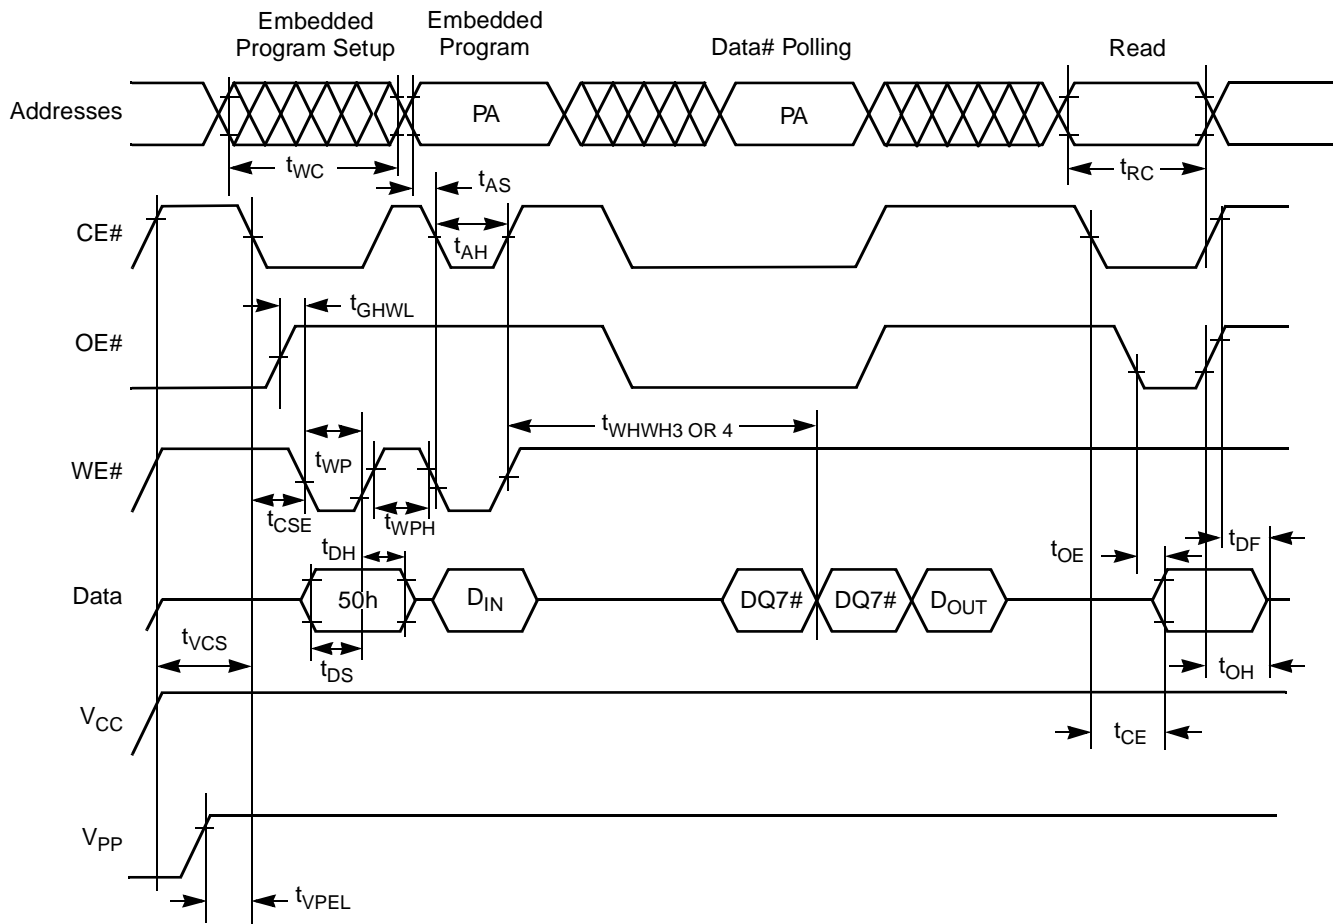 Embedded
Program Setup
Embedded
Program
Data# Polling
Read
Addresses
PA
PA
tWC
tAS
tRC
CE#
tAH
tGHWL
OE#
tWHWH3 OR 4
WE#
tWP
tCSE
tWPH
tDH
tOE
tDF
Data
50h
DIN
DQ7#
DQ7#
DOUT
tVCS
tDS
tOH
VCC
tCE
VPP
tVPEL